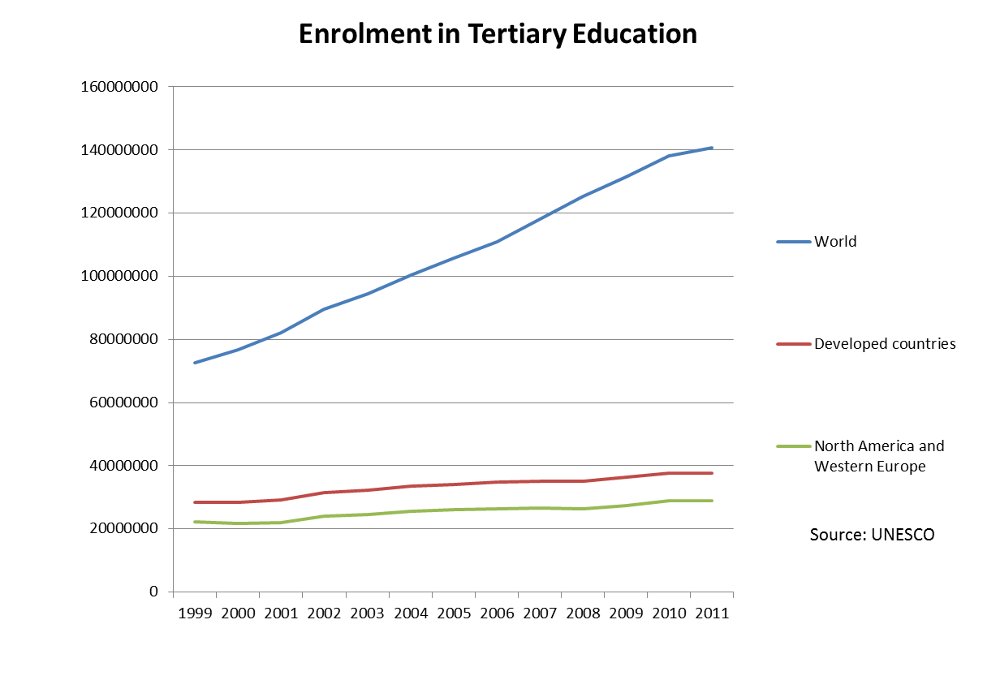 Enrolment in Tertiary Education
160000000
140000000
120000000
100000000
80000000
60000000
40000000
20000000
0
1999 2000 2001 2002 2003 2004 2005 2006 2007 2008 2009 2010 2011
World
Developed countries
North America and
Western Europe
Source: UNESCO